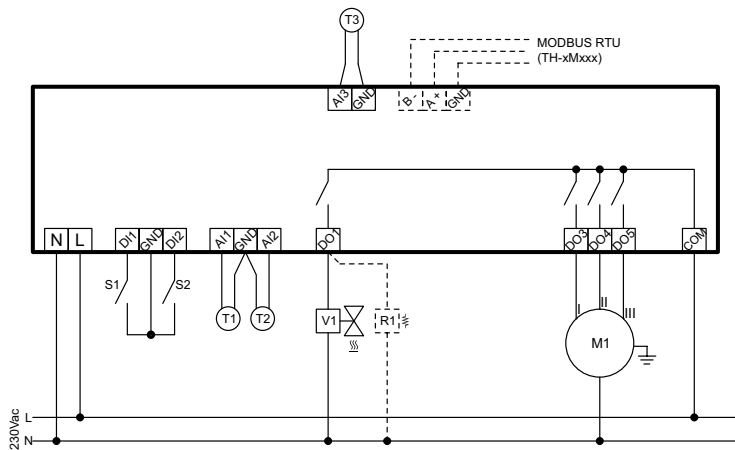 T3
MODBUS RTU
(TH-xMxxx)
AI3 GND B - A + GND
N L DI1 GND DI2 AI1 GND AI2 DO1 DO3 DO4 DO5 COM
S1 S2
I II III
T1 T2 V1 R1
M1
230Vac
L
N